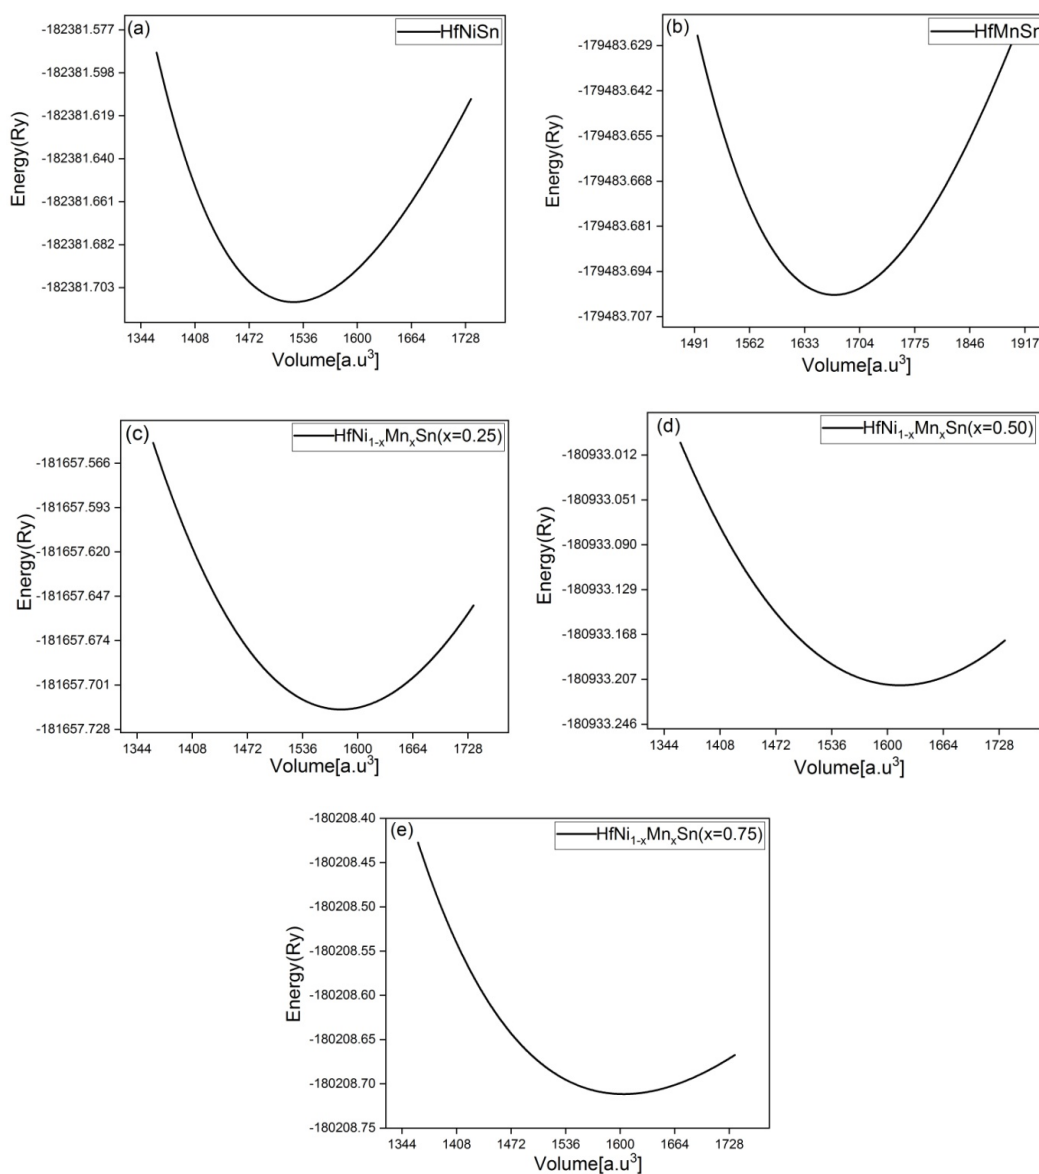 (a)
HfNiSn
-182381.577
-182381.598
-182381.619
-182381.640
-182381.661
-182381.682
-182381.703
Energy(Ry)
1344 1408 1472 1536 1600 1664 1728
Volume[a.u³]
(b)
HfMnSn
-179483.629
-179483.642
-179483.655
-179483.668
-179483.681
-179483.694
-179483.707
Energy(Ry)
1491 1562 1633 1704 1775 1846 1917
Volume[a.u³]
(c)
HfNi₁₋ₓMnₓSn(x=0.25)
-181657.566
-181657.593
-181657.620
-181657.647
-181657.674
-181657.701
-181657.728
Energy(Ry)
1344 1408 1472 1536 1600 1664 1728
Volume[a.u³]
(d)
HfNi₁₋ₓMnₓSn(x=0.50)
-180933.012
-180933.051
-180933.090
-180933.129
-180933.168
-180933.207
-180933.246
Energy(Ry)
1344 1408 1472 1536 1600 1664 1728
Volume[a.u³]
(e)
HfNi₁₋ₓMnₓSn(x=0.75)
-180208.40
-180208.45
-180208.50
-180208.55
-180208.60
-180208.65
-180208.70
-180208.75
Energy(Ry)
1344 1408 1472 1536 1600 1664 1728
Volume[a.u³]